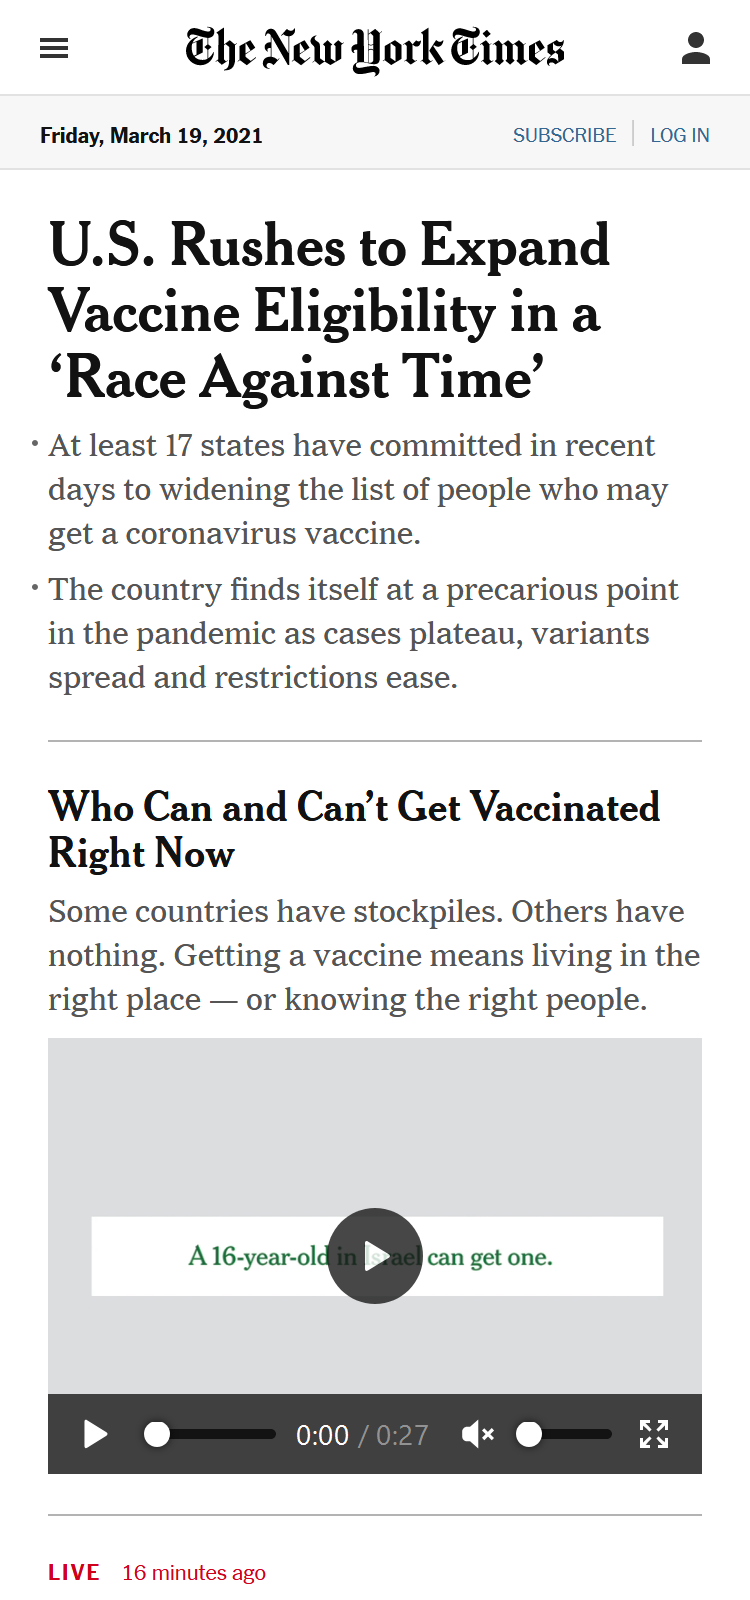 The New York Times
Friday, March 19, 2021
SUBSCRIBE
LOG IN
U.S. Rushes to Expand
Vaccine Eligibility in a
‘Race Against Time’
• At least 17 states have committed in recent
days to widening the list of people who may
get a coronavirus vaccine.
• The country finds itself at a precarious point
in the pandemic as cases plateau, variants
spread and restrictions ease.
Who Can and Can’t Get Vaccinated
Right Now
Some countries have stockpiles. Others have
nothing. Getting a vaccine means living in the
right place — or knowing the right people.
A 16-year-old in Israel can get one.
0:00 / 0:27
LIVE 16 minutes ago